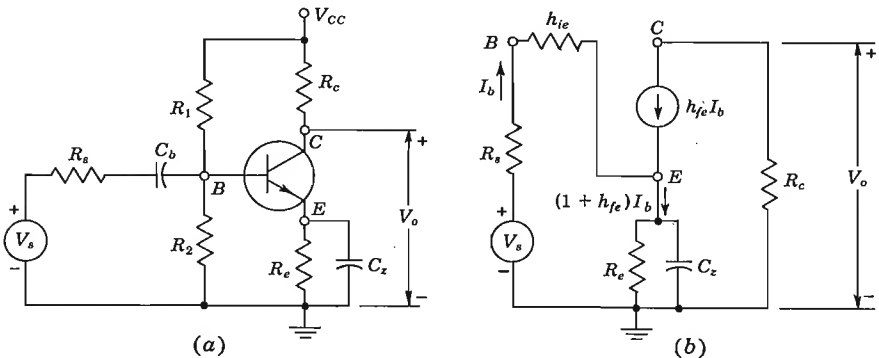 V_CC
R_c
R_1
C
+
C_b
R_s
B
V_o
E
+
V_s
−
R_2
R_e
C_z
−
(a)
B
h_ie
C
+
I_b
h_fe I_b
R_s
E
(1 + h_fe)I_b
R_c
V_o
+
V_s
−
R_e
C_z
−
(b)